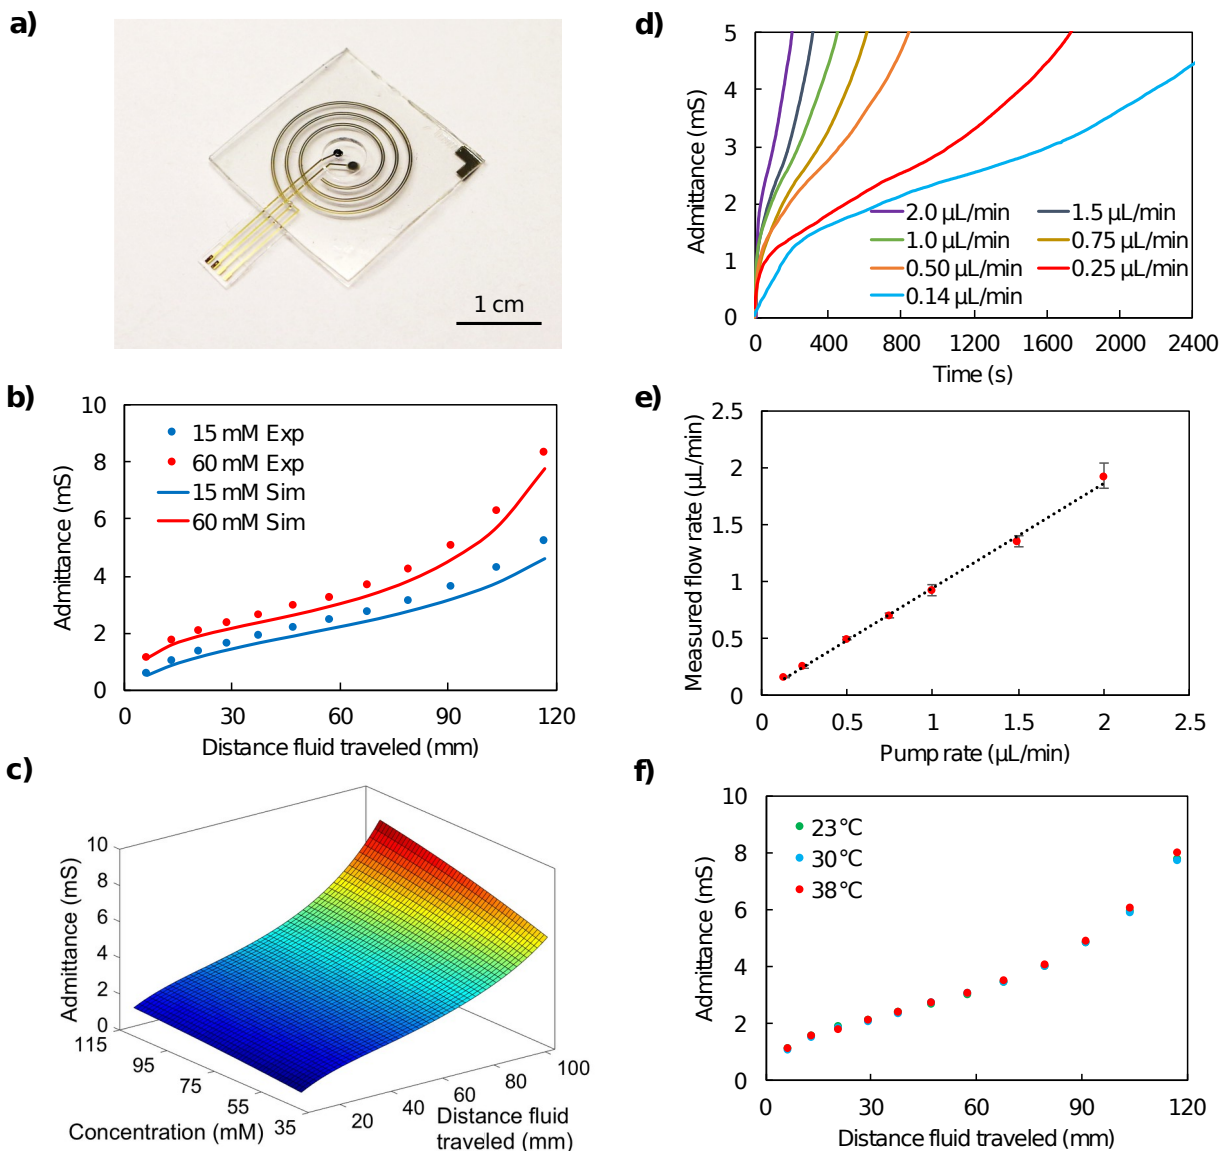 a)
1 cm
b)
10
8
6
4
2
0
Admittance (mS)
15 mM Exp
60 mM Exp
15 mM Sim
60 mM Sim
0 30 60 90 120
Distance fluid traveled (mm)
c)
10
8
6
4
2
0
Admittance (mS)
115
95
75
55
35
Concentration (mM)
20
40
60
80
100
Distance fluid
traveled (mm)
d)
5
4
3
2
1
0
Admittance (mS)
2.0 µL/min 1.5 µL/min
1.0 µL/min 0.75 µL/min
0.50 µL/min 0.25 µL/min
0.14 µL/min
0 400 800 1200 1600 2000 2400
Time (s)
e)
2.5
2
1.5
1
0.5
0
Measured flow rate (µL/min)
0 0.5 1 1.5 2 2.5
Pump rate (µL/min)
f)
10
8
6
4
2
0
Admittance (mS)
23°C
30°C
38°C
0 30 60 90 120
Distance fluid traveled (mm)